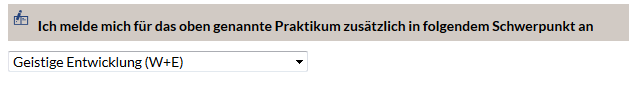 Ich melde mich für das oben genannte Praktikum zusätzlich in folgendem Schwerpunkt an
Geistige Entwicklung (W+E)